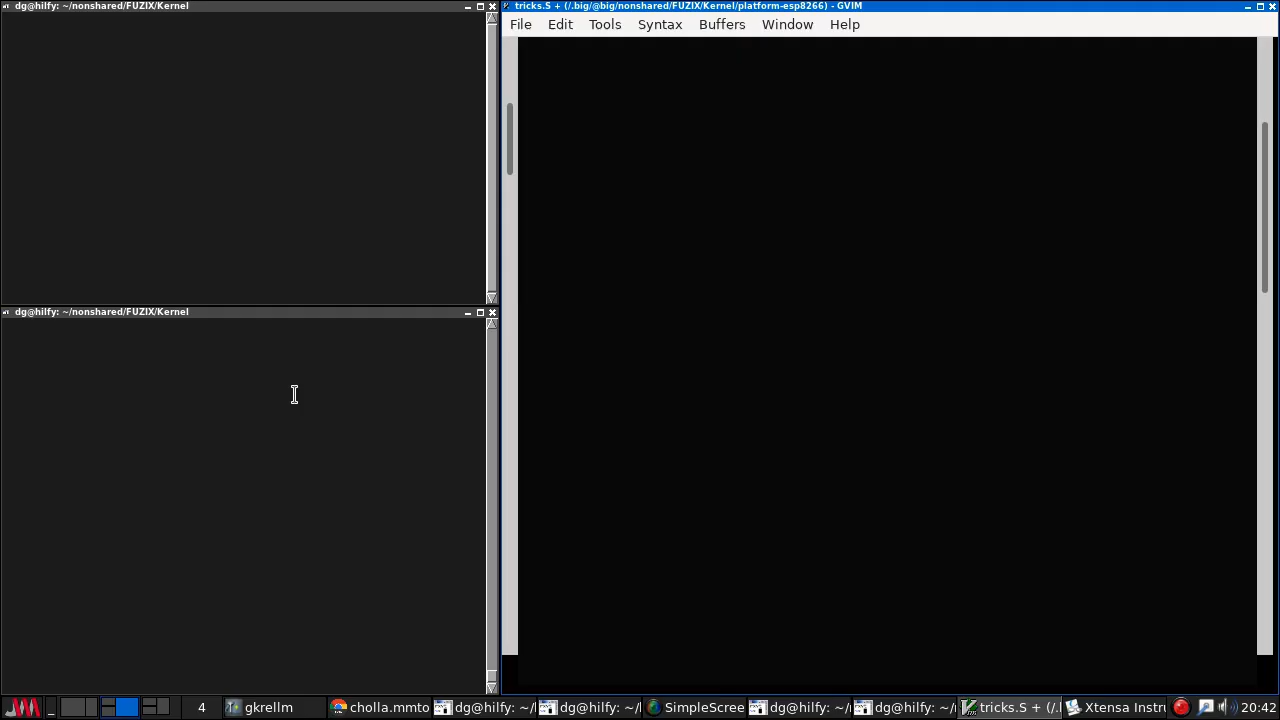 dg@hilfy: ~/nonshared/FUZIX/Kernel
tricks.S + (/.big/@big/nonshared/FUZIX/Kernel/platform-esp8266) - GVIM
File Edit Tools Syntax Buffers Window Help
dg@hilfy: ~/nonshared/FUZIX/Kernel
4 gkrellm cholla.mmto dg@hilfy: ~/ dg@hilfy: ~/ SimpleScree dg@hilfy: ~/ dg@hilfy: ~/ tricks.S + (/. Xtensa Instr 20:42